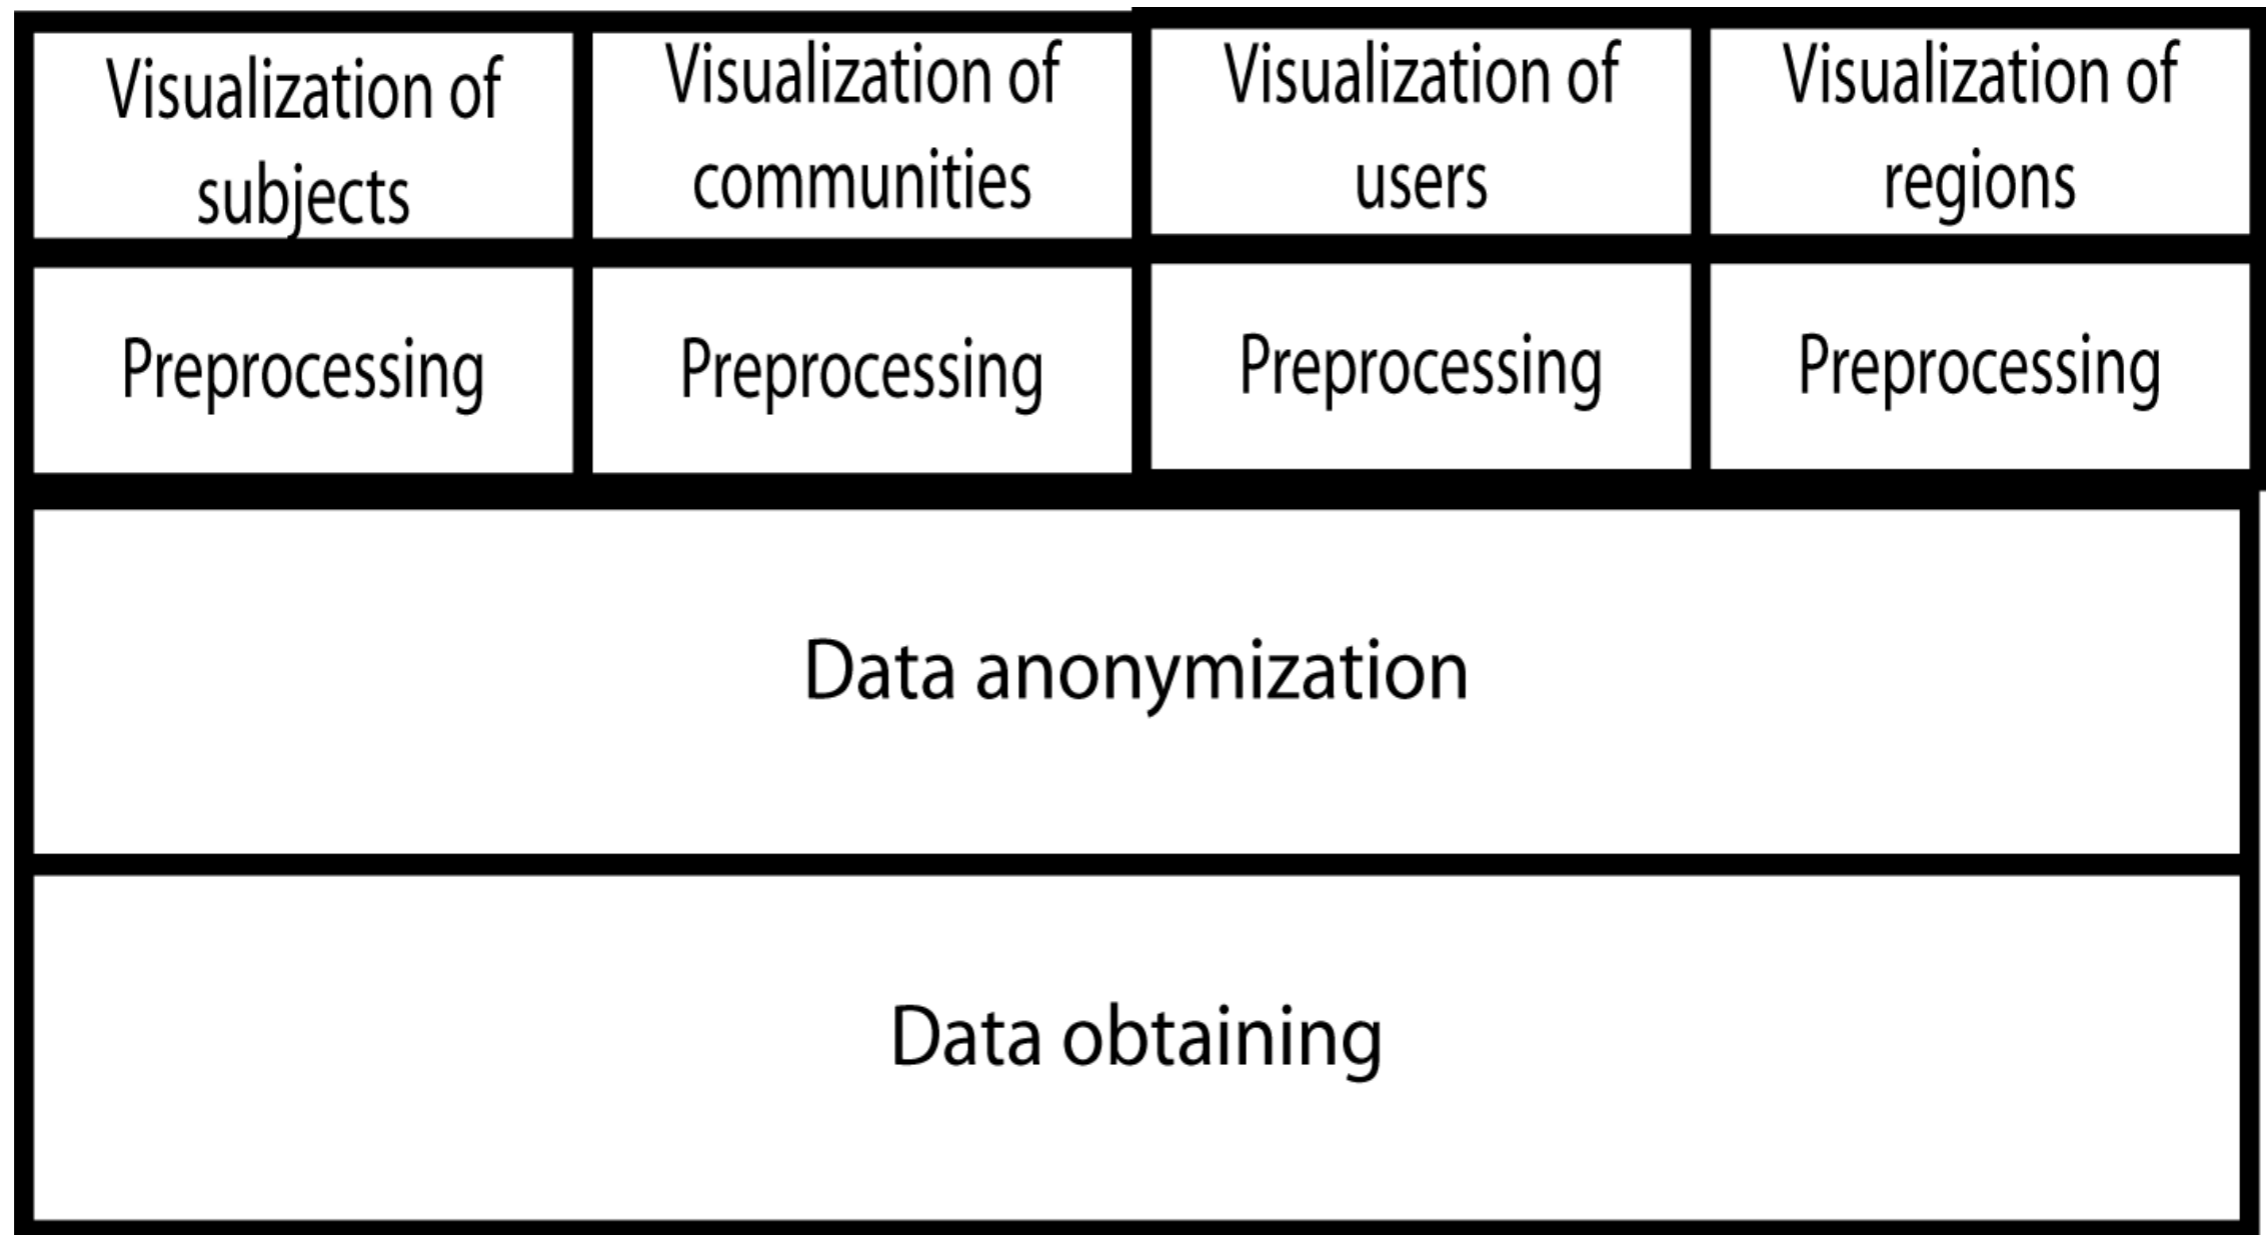 Visualization of
subjects
Visualization of
communities
Visualization of
users
Visualization of
regions
Preprocessing
Preprocessing
Preprocessing
Preprocessing
Data anonymization
Data obtaining